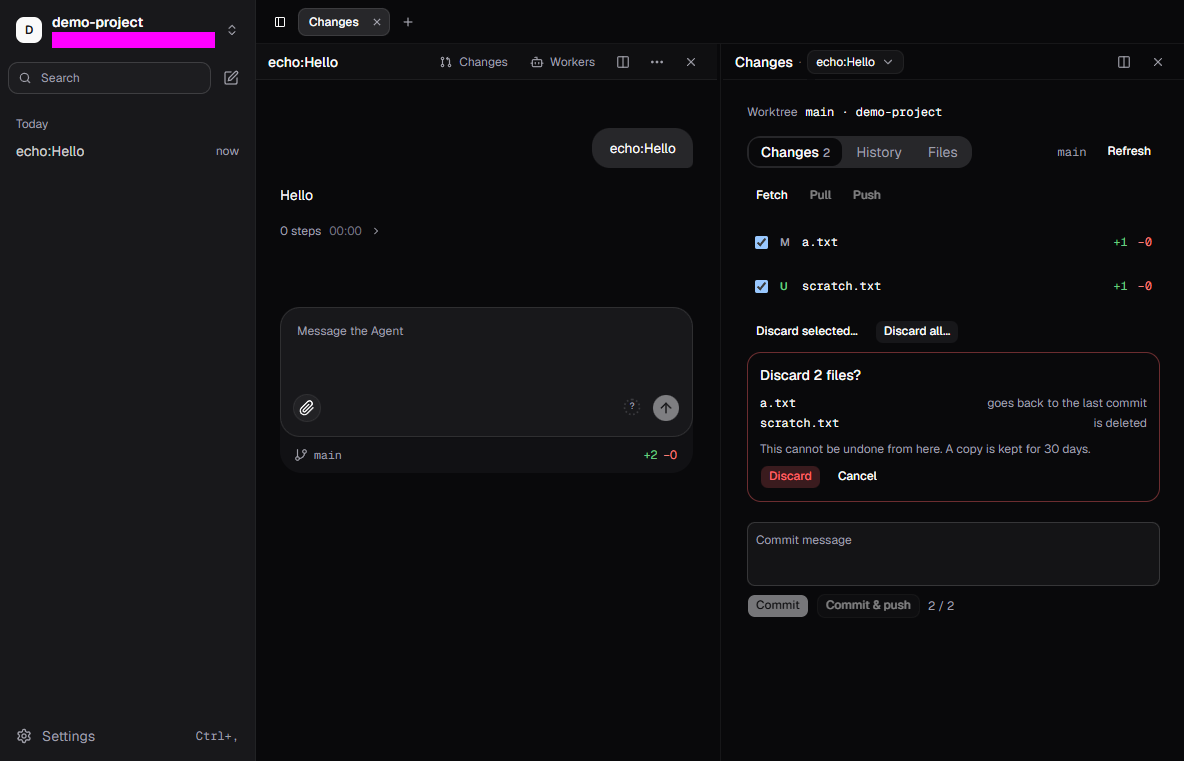 D
demo-project
Search
Today
echo:Hello now
Settings Ctrl+,
Changes
echo:Hello Changes Workers
echo:Hello
Hello
0 steps 00:00
Message the Agent
?
main +2 −0
Changes · echo:Hello
Worktree main · demo-project
Changes 2 History Files main Refresh
Fetch Pull Push
M a.txt +1 −0
U scratch.txt +1 −0
Discard selected… Discard all…
Discard 2 files?
a.txt goes back to the last commit
scratch.txt is deleted
This cannot be undone from here. A copy is kept for 30 days.
Discard Cancel
Commit message
Commit Commit & push 2 / 2